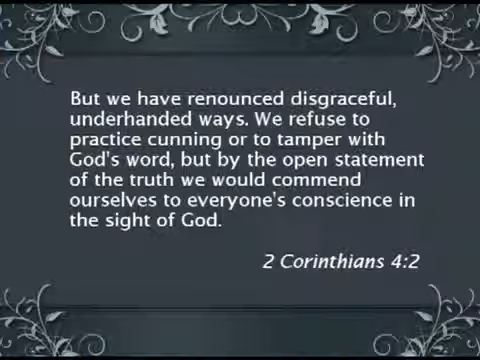 But we have renounced disgraceful,
underhanded ways. We refuse to
practice cunning or to tamper with
God's word, but by the open statement
of the truth we would commend
ourselves to everyone's conscience in
the sight of God.
2 Corinthians 4:2